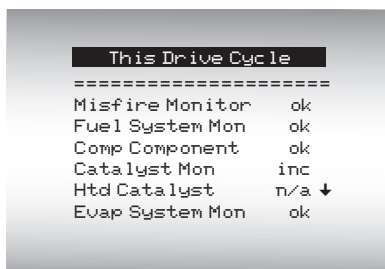 This Drive Cycle
=====================
Misfire Monitor ok
Fuel System Mon ok
Comp Component ok
Catalyst Mon inc
Htd Catalyst n/a ↓
Evap System Mon ok